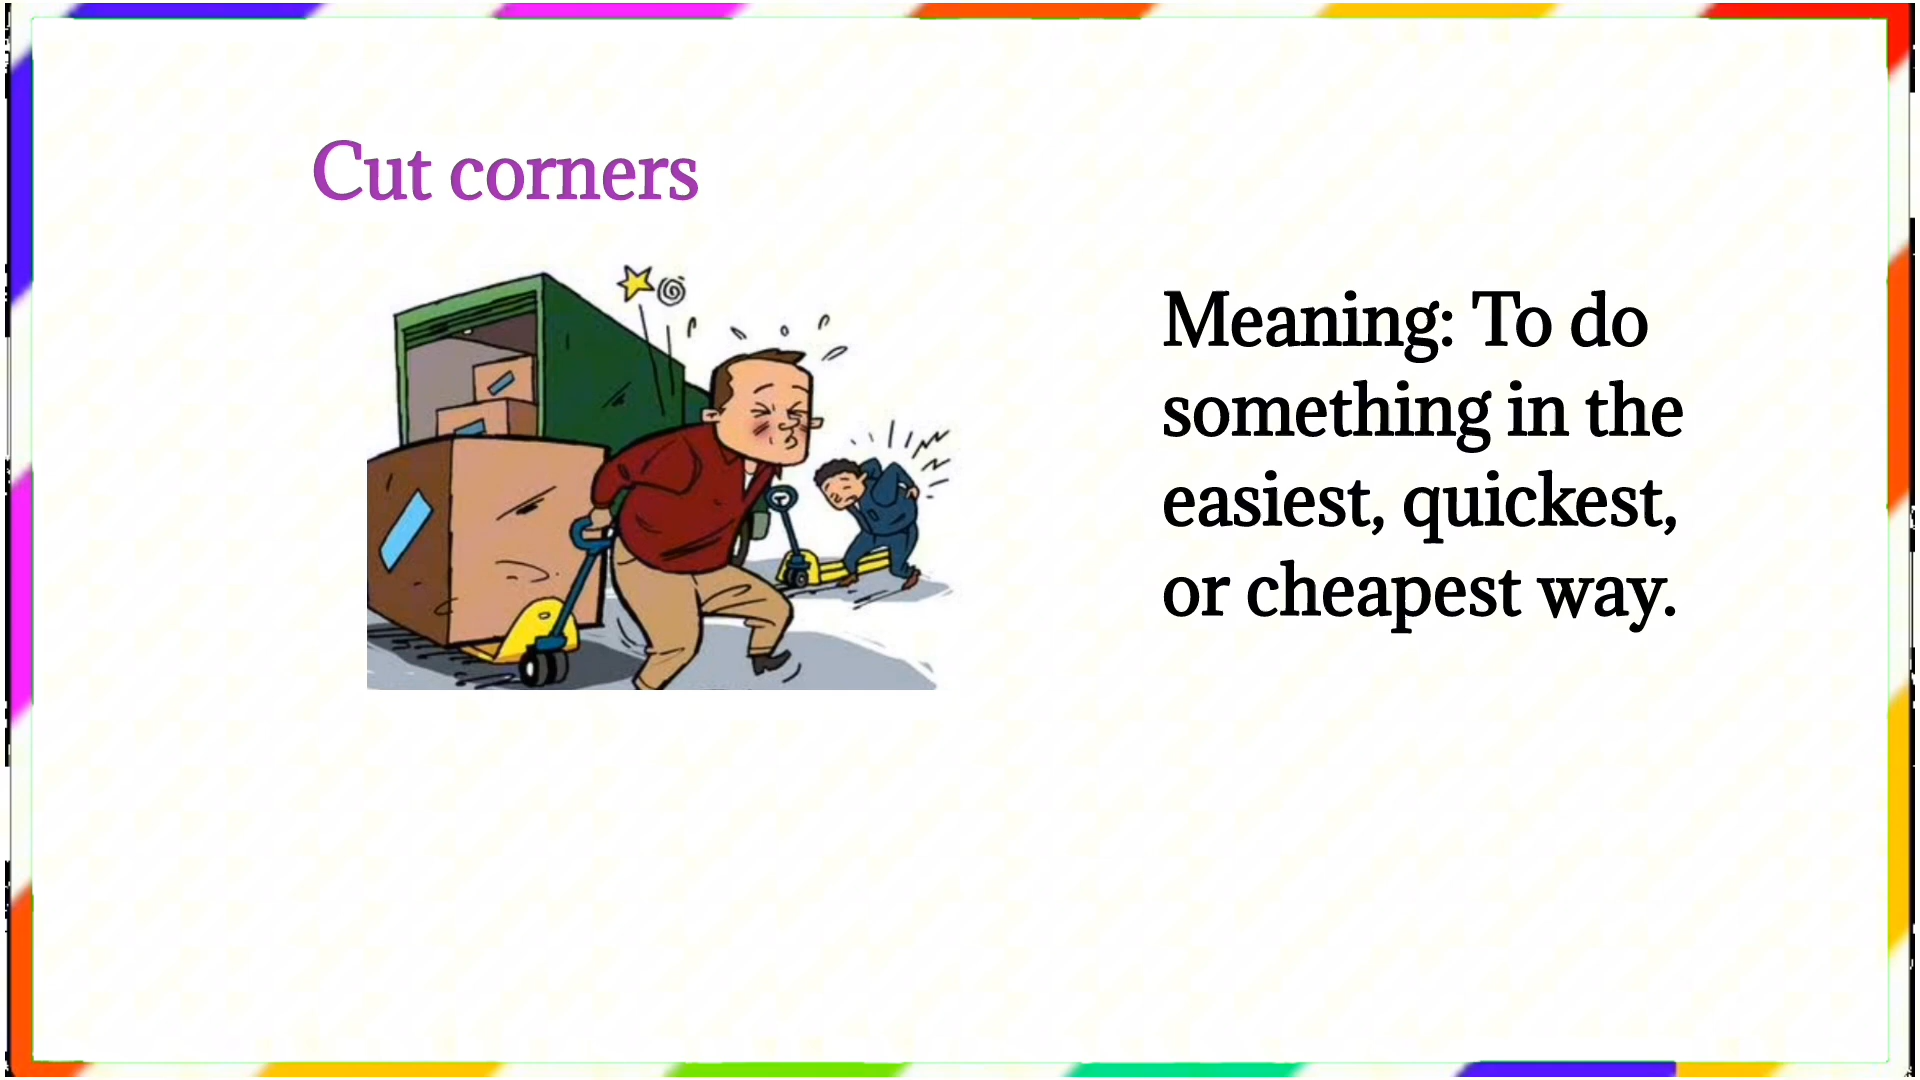 Cut corners
Meaning: To do
something in the
easiest, quickest,
or cheapest way.